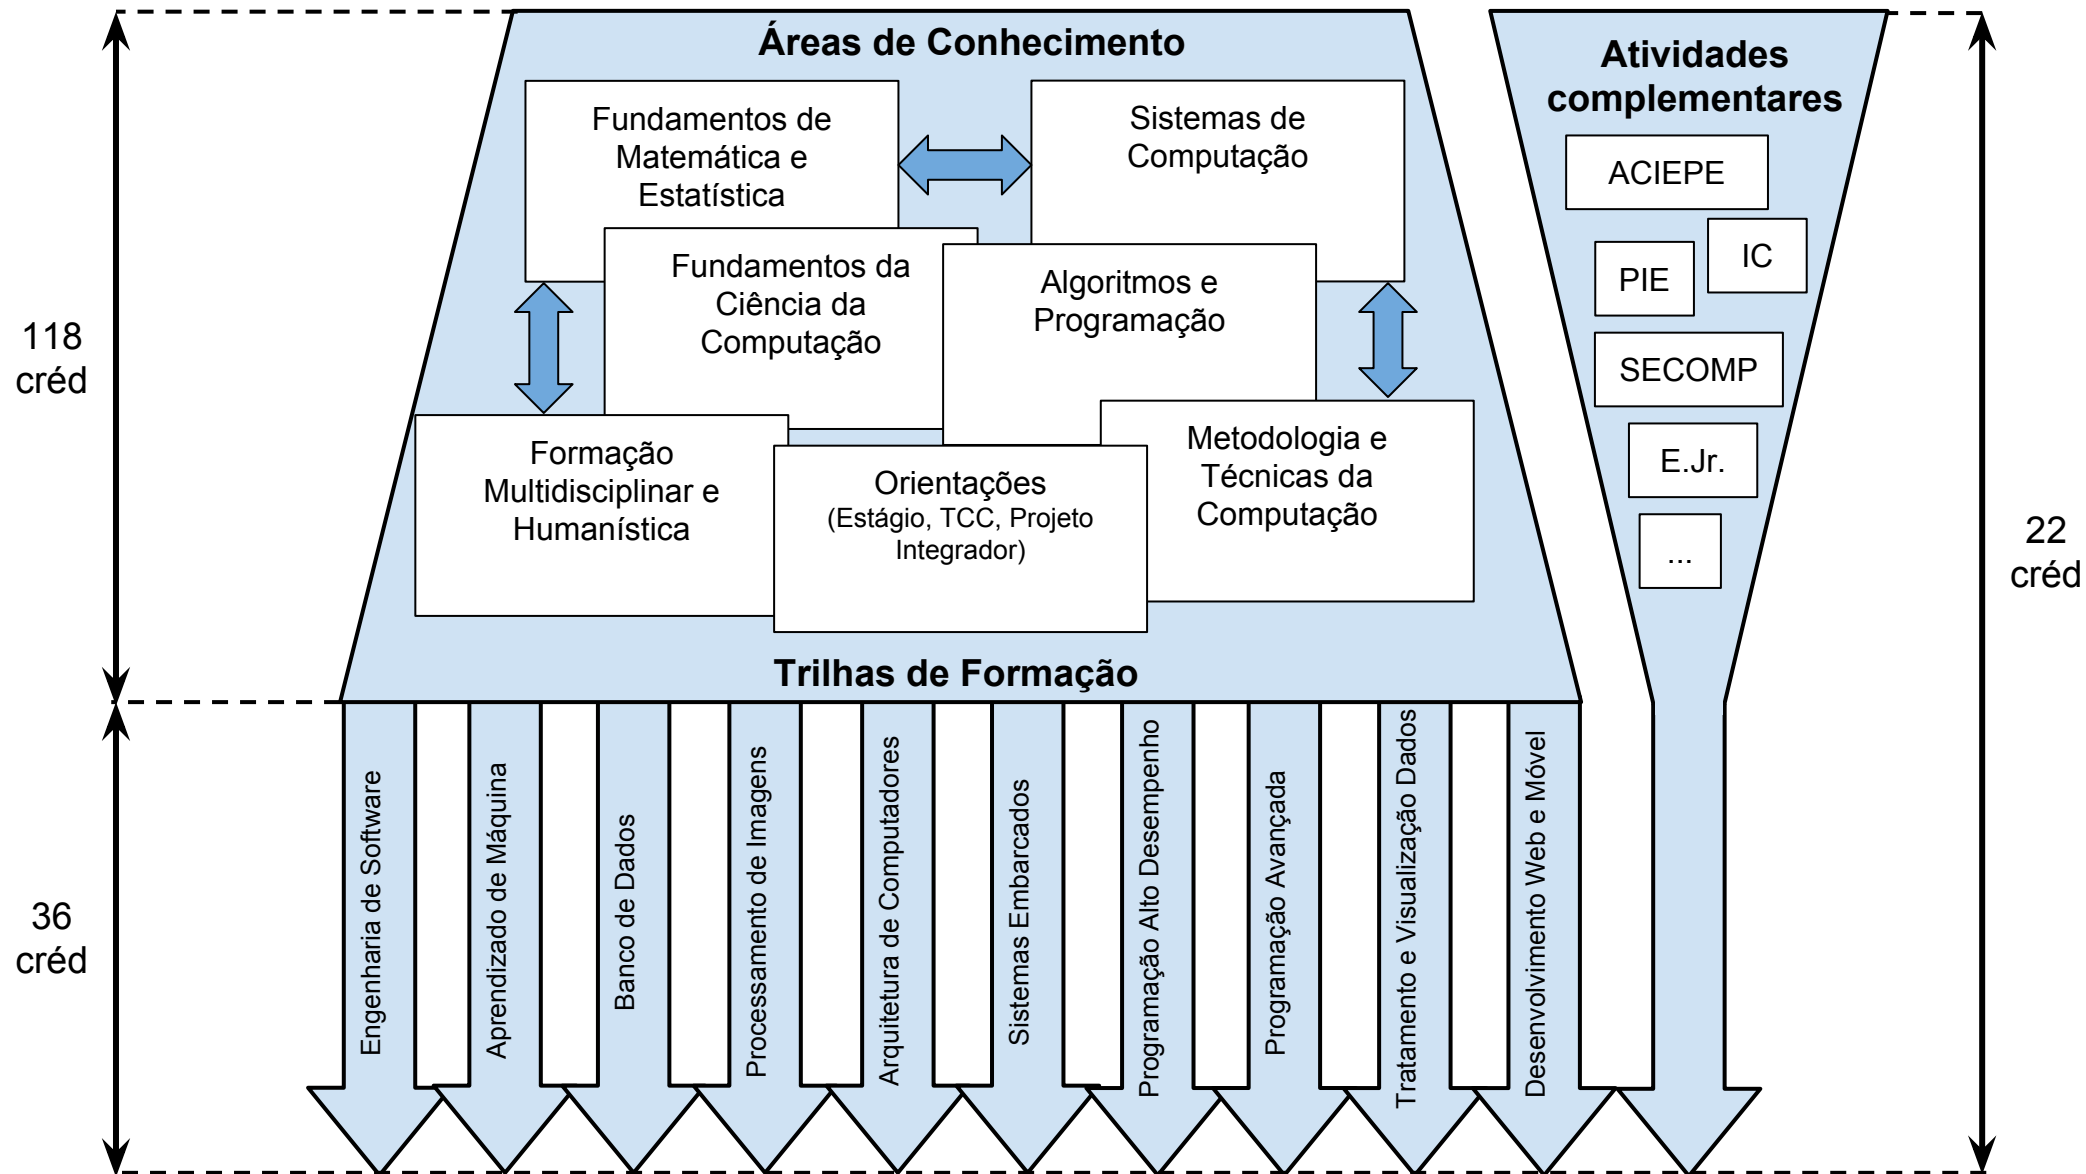 Áreas de Conhecimento
Fundamentos de
Matemática e
Estatística
Sistemas de
Computação
Fundamentos da
Ciência da
Computação
Algoritmos e
Programação
Formação
Multidisciplinar e
Humanística
Orientações
(Estágio, TCC, Projeto
Integrador)
Metodologia e
Técnicas da
Computação
Trilhas de Formação
118
créd
36
créd
Engenharia de Software
Aprendizado de Máquina
Banco de Dados
Processamento de Imagens
Arquitetura de Computadores
Sistemas Embarcados
Programação Alto Desempenho
Programação Avançada
Tratamento e Visualização Dados
Desenvolvimento Web e Móvel
Atividades
complementares
ACIEPE
IC
PIE
SECOMP
E.Jr.
...
22
créd